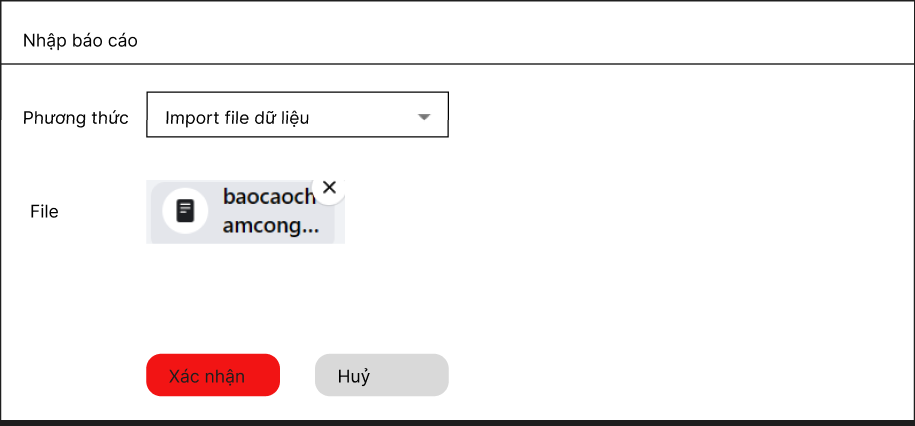 Nhập báo cáo
Phương thức
Import file dữ liệu
File
baocaoch
amcong...
Xác nhận
Huỷ